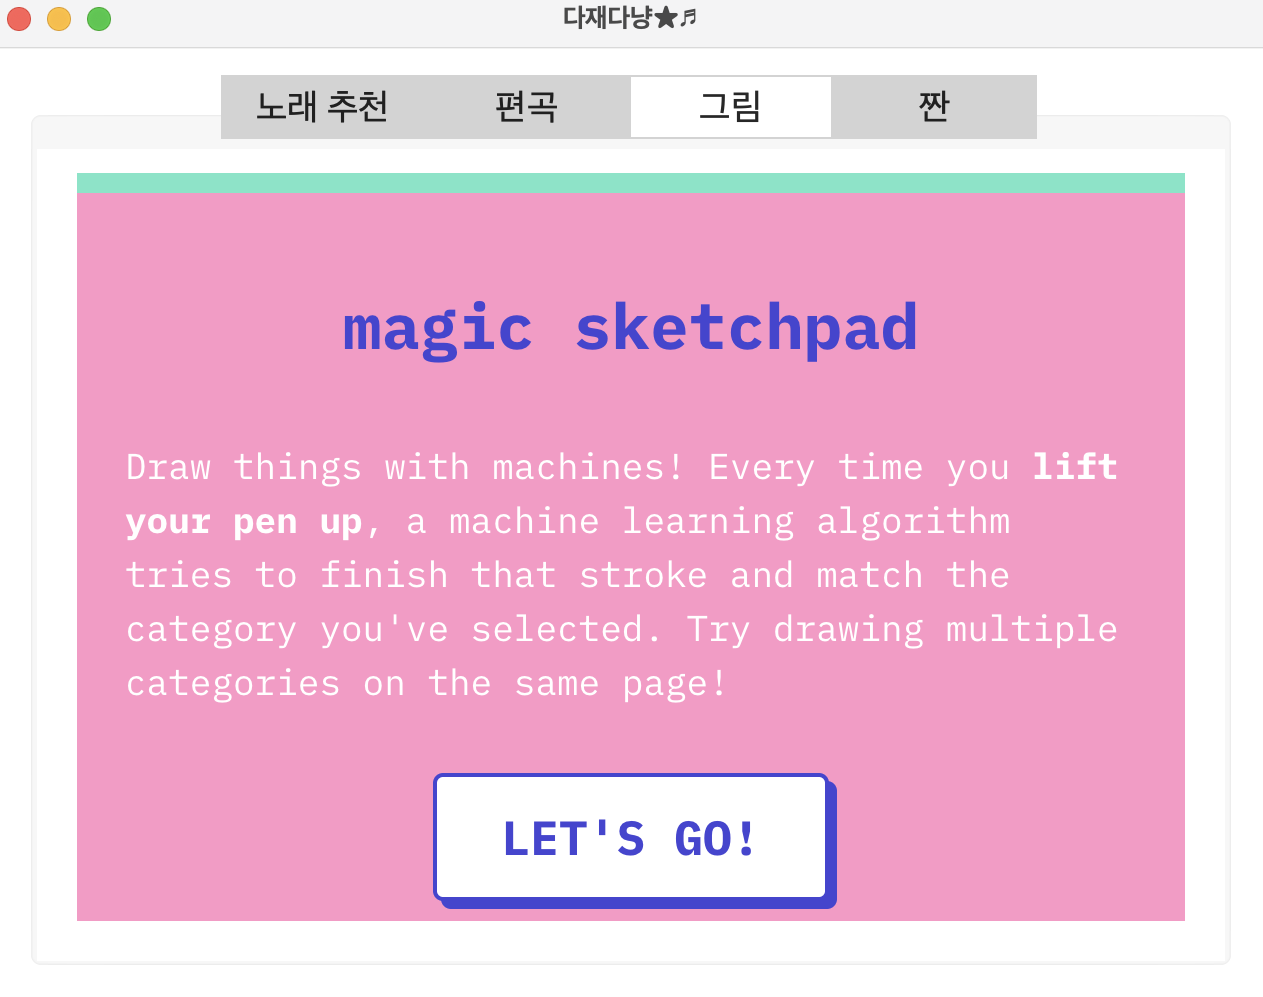 다재다냥★♬
노래 추천 편곡 그림 짠
magic sketchpad
Draw things with machines! Every time you lift
your pen up, a machine learning algorithm
tries to finish that stroke and match the
category you've selected. Try drawing multiple
categories on the same page!
LET'S GO!